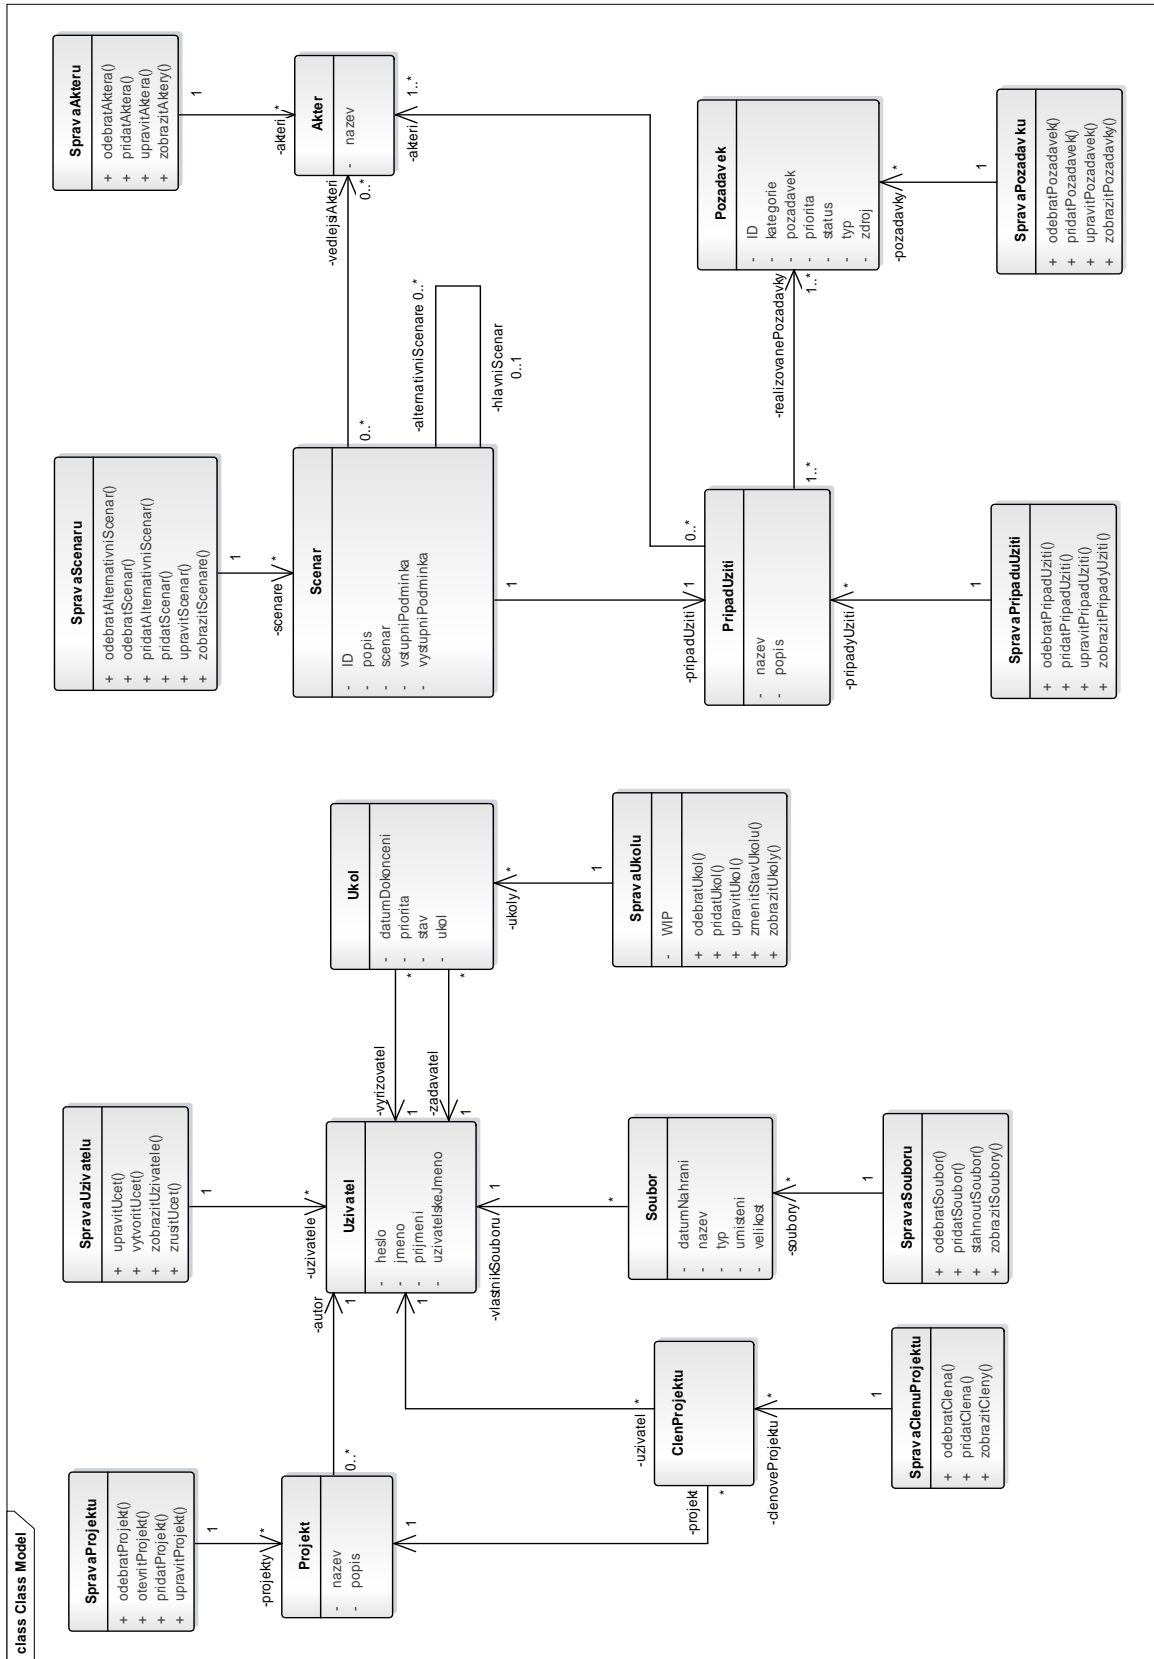 class Class Model
SpravaProjektu
+ odebratProjekt()
+ otevritProjekt()
+ pridatProjekt()
+ upravitProjekt()
1
-projekty
*
Projekt
- nazev
- popis
0..*
-autor
1
SpravaUzivatelu
+ upravitUcet()
+ vytvoritUcet()
+ zobrazitUzivatele()
+ zrusitUcet()
1
-uzivatele
*
Uzivatel
- heslo
- jmeno
- prijmeni
- uzivatelskeJmeno
-vyrizovatel
1
*
-zadavatel
1
*
Ukol
- datumDokonceni
- priorita
- stav
- ukol
-ukoly
*
1
SpravaUkolu
- WIP
+ odebratUkol()
+ pridatUkol()
+ upravitUkol()
+ zmenitStavUkolu()
+ zobrazitUkoly()
1
-projekt
*
ClenProjektu
-uzivatel
*
1
-clenoveProjektu
*
1
SpravaClenuProjektu
+ odebratClena()
+ pridatClena()
+ zobrazitCleny()
-vlastnikSouboru
1
*
Soubor
- datumNahrani
- nazev
- typ
- umisteni
- velikost
-soubory
*
1
SpravaSouboru
+ odebratSoubor()
+ pridatSoubor()
+ stahnoutSoubor()
+ zobrazitSoubory()
SpravaScenaru
+ odebratAlternativniScenar()
+ odebratScenar()
+ pridatAlternativniScenar()
+ pridatScenar()
+ upravitScenar()
+ zobrazitScenare()
1
-scenare
*
Scenar
- ID
- popis
- scenar
- vstupniPodminka
- vystupniPodminka
0..*
-vedlejsiAkteri
0..*
-alternativniScenare 0..*
-hlavniScenar
0..1
SpravaAkteru
+ odebratAktera()
+ pridatAktera()
+ upravitAktera()
+ zobrazitAktery()
1
-akteri
*
Akter
- nazev
-akteri
1..*
1
-pripadUziti
1
0..*
PripadUziti
- nazev
- popis
1..*
-realizovanePozadavky
1..*
-pripadyUziti
*
1
SpravaPripaduUziti
+ odebratPripadUziti()
+ pridatPripadUziti()
+ upravitPripadUziti()
+ zobrazitPripadyUziti()
Pozadavek
- ID
- kategorie
- pozadavek
- priorita
- status
- typ
- zdroj
-pozadavky
*
1
SpravaPozadavku
+ odebratPozadavek()
+ pridatPozadavek()
+ upravitPozadavek()
+ zobrazitPozadavky()